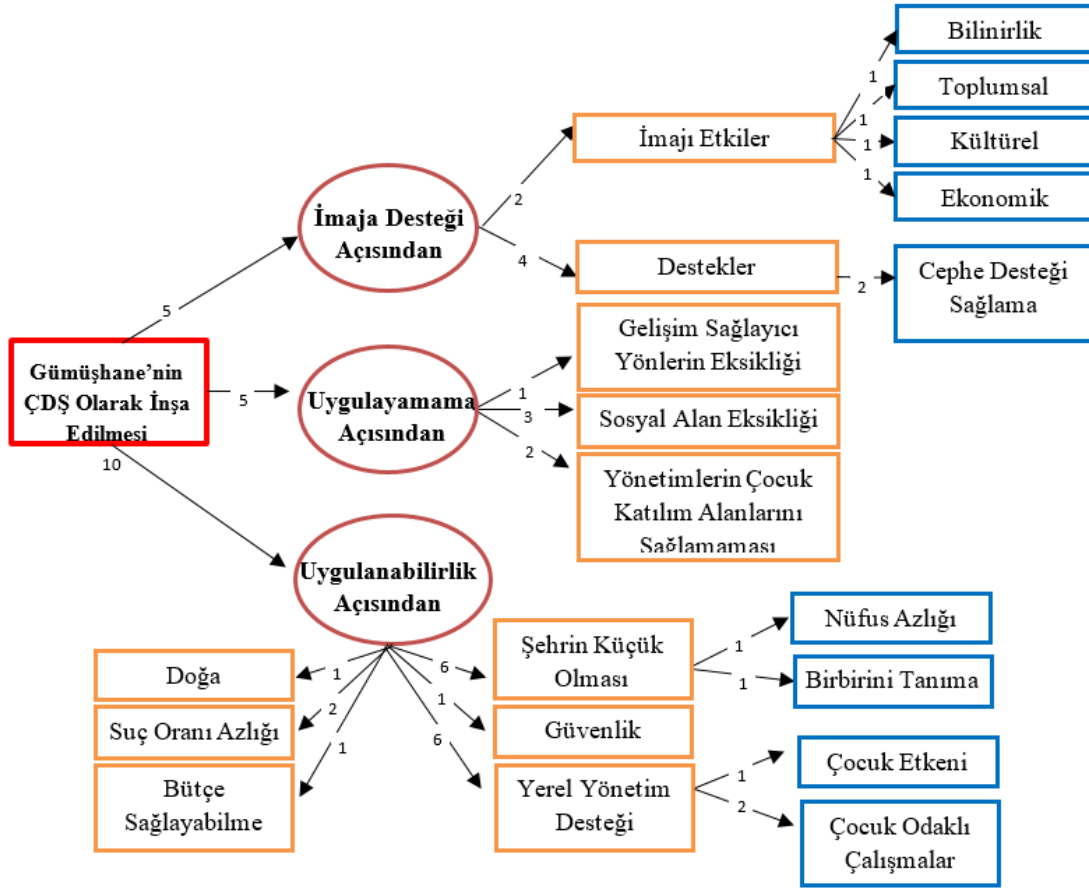 Bilinirlik
1
Toplumsal
1
İmajı Etkiler
1
Kültürel
1
Ekonomik
2
İmaja Desteği
Açısından
4
Destekler
2
Cephe Desteği
Sağlama
5
Gelişim Sağlayıcı
Yönlerin Eksikliği
Gümüşhane’nin
ÇDŞ Olarak İnşa
Edilmesi
5
Uygulayamama
Açısından
1
3
Sosyal Alan Eksikliği
2
Yönetimlerin Çocuk
Katılım Alanlarını
Sağlamaması
10
Uygulanabilirlik
Açısından
1
Doğa
2
Suç Oranı Azlığı
1
Bütçe
Sağlayabilme
6
Şehrin Küçük
Olması
1
Nüfus Azlığı
1
Birbirini Tanıma
1
Güvenlik
6
Yerel Yönetim
Desteği
1
Çocuk Etkeni
2
Çocuk Odaklı
Çalışmalar